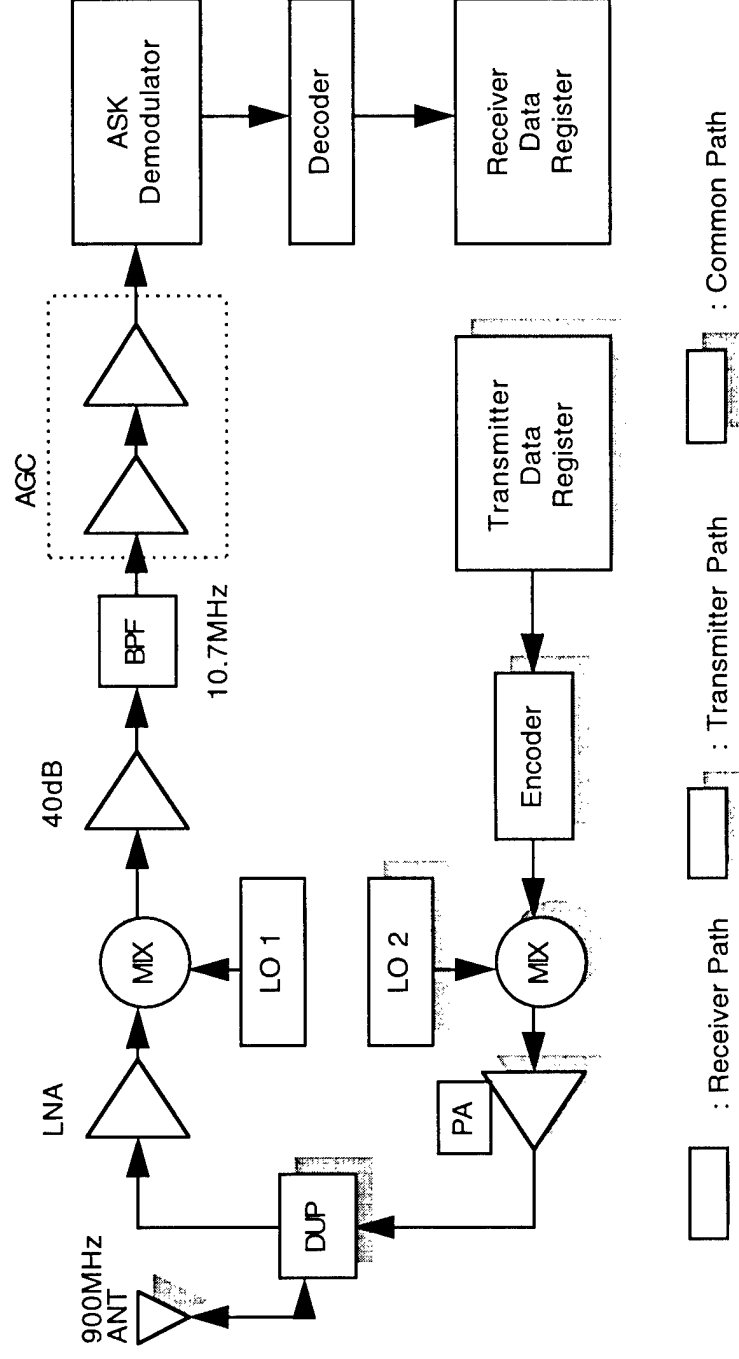 900MHz
ANT
DUP
LNA
MIX
LO 1
40dB
BPF
10.7MHz
AGC
ASK
Demodulator
Decoder
Receiver
Data
Register
Transmitter
Data
Register
Encoder
LO 2
MIX
PA
: Receiver Path
: Transmitter Path
: Common Path